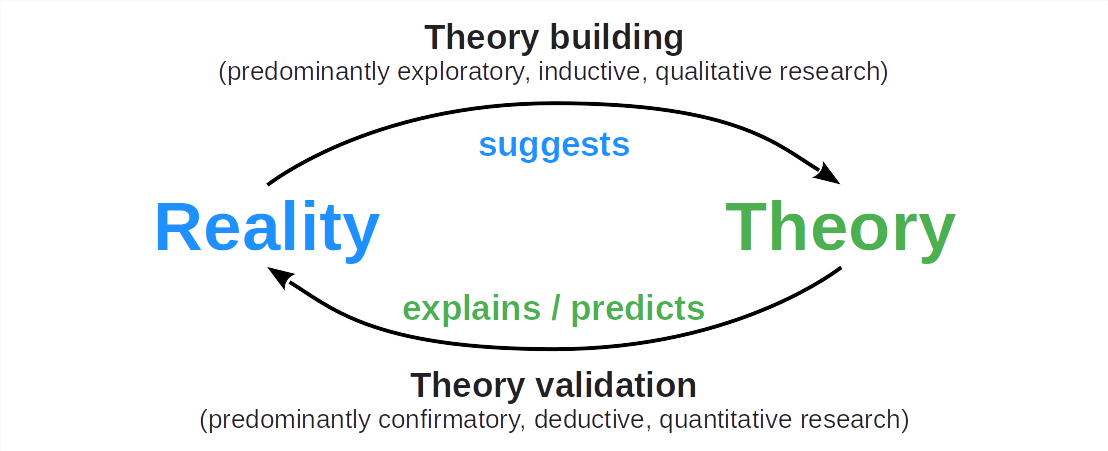 Theory building
(predominantly exploratory, inductive, qualitative research)
suggests
Reality
Theory
explains / predicts
Theory validation
(predominantly confirmatory, deductive, quantitative research)